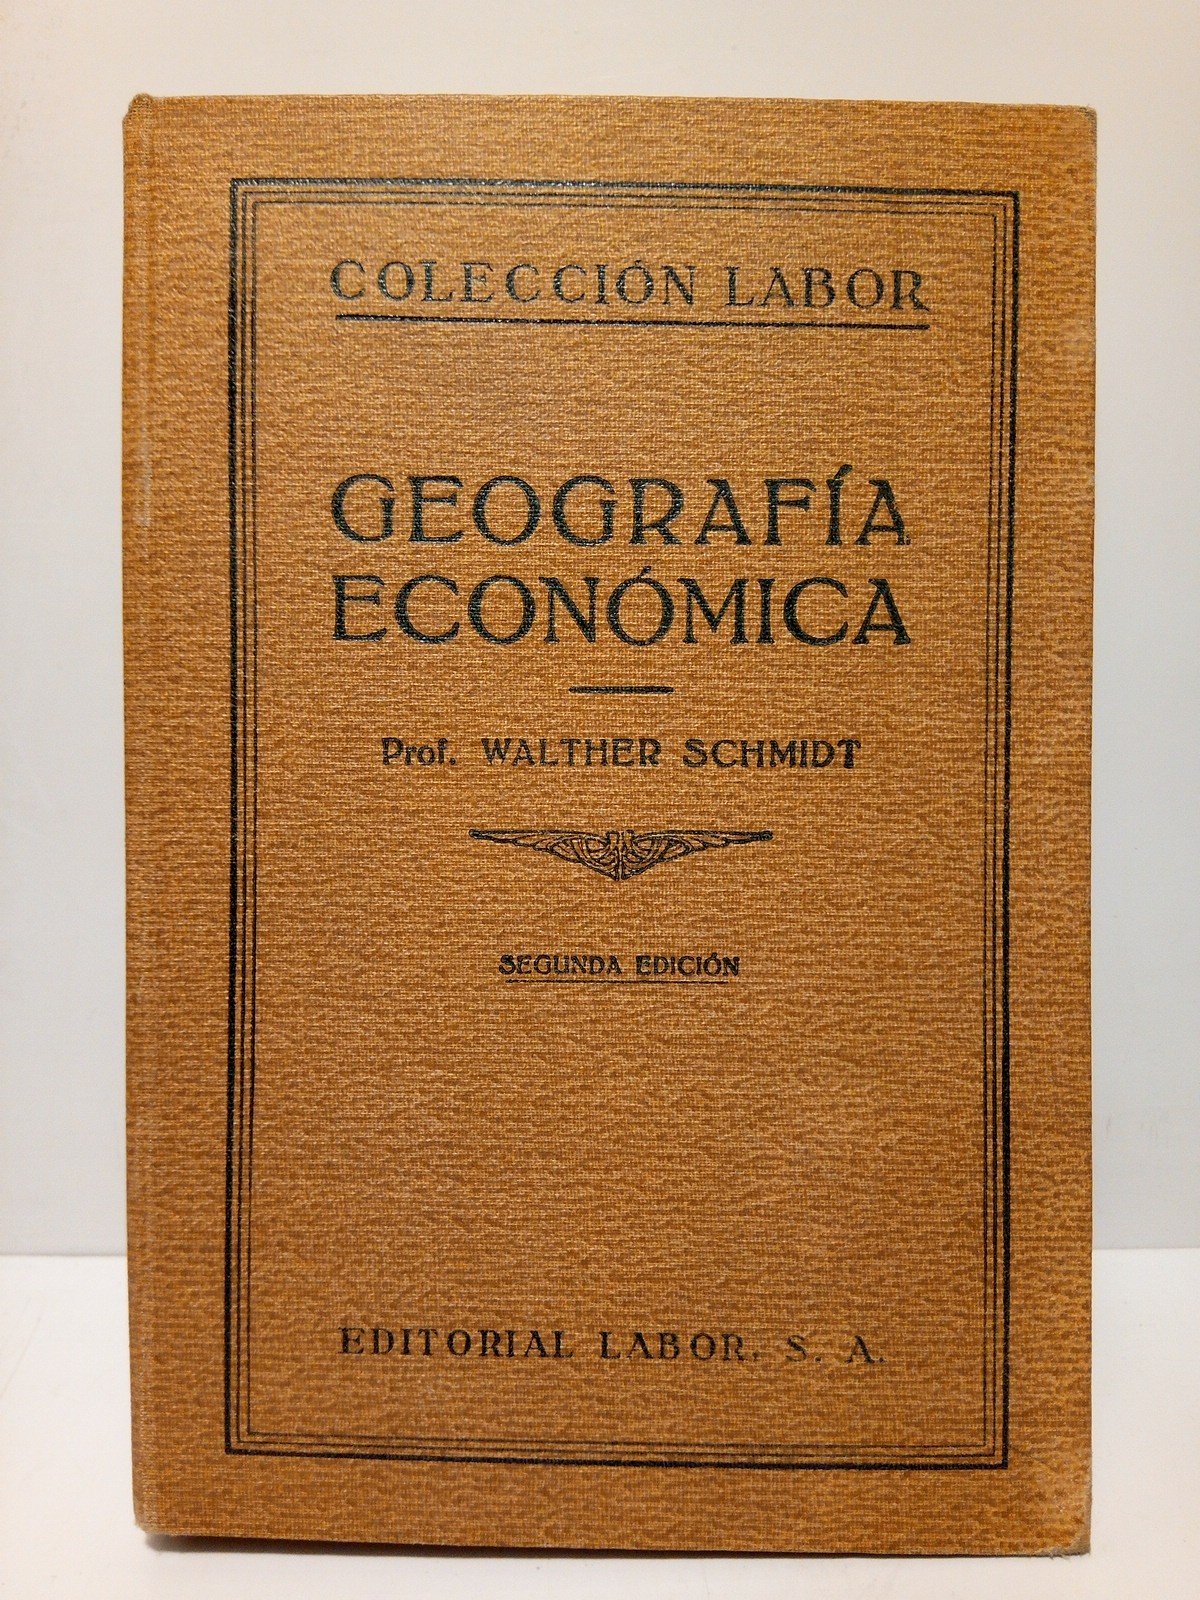 COLECCIÓN LABOR
GEOGRAFÍA
ECONÓMICA
Prof. WALTHER SCHMIDT
SEGUNDA EDICIÓN
EDITORIAL LABOR, S. A.